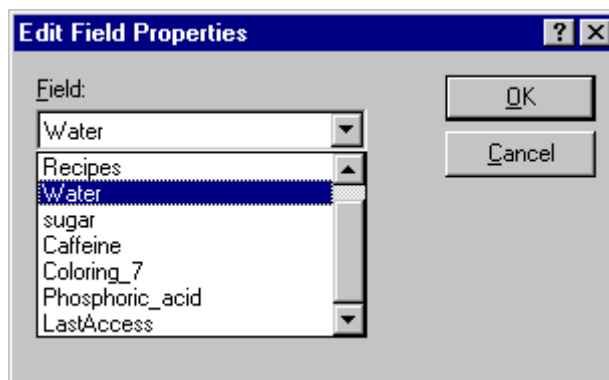 Edit Field Properties
Field:
OK
Water
Cancel
Recipes
Water
sugar
Caffeine
Coloring_7
Phosphoric_acid
LastAccess